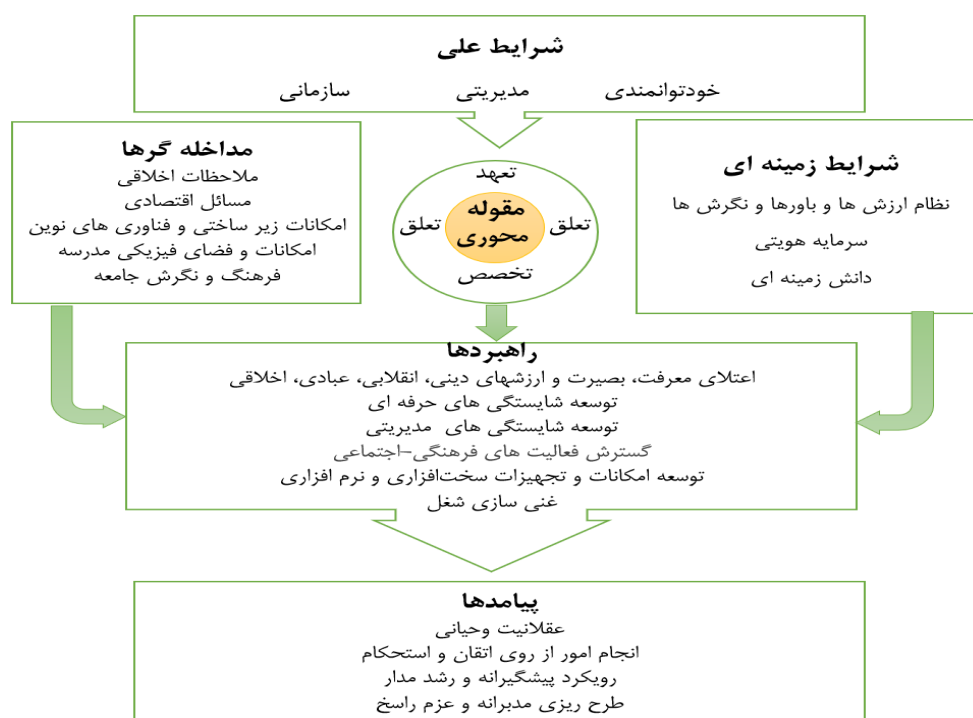 شرایط علی
خودتوانمندی مدیریتی سازمانی
شرایط زمینه ای
نظام ارزش ها و باورها و نگرش ها
سرمایه هویتی
دانش زمینه ای
تعهد
تعلق مقوله محوری تعلق
تخصص
مداخله گرها
ملاحظات اخلاقی
مسائل اقتصادی
امکانات زیر ساختی و فناوری های نوین
امکانات و فضای فیزیکی مدرسه
فرهنگ و نگرش جامعه
راهبردها
اعتلای معرفت، بصیرت و ارزشهای دینی، انقلابی، عبادی، اخلاقی
توسعه شایستگی های حرفه ای
توسعه شایستگی های مدیریتی
گسترش فعالیت های فرهنگی-اجتماعی
توسعه امکانات و تجهیزات سخت‌افزاری و نرم افزاری
غنی سازی شغل
پیامدها
عقلانیت وحیانی
انجام امور از روی اتقان و استحکام
رویکرد پیشگیرانه و رشد مدار
طرح ریزی مدبرانه و عزم راسخ